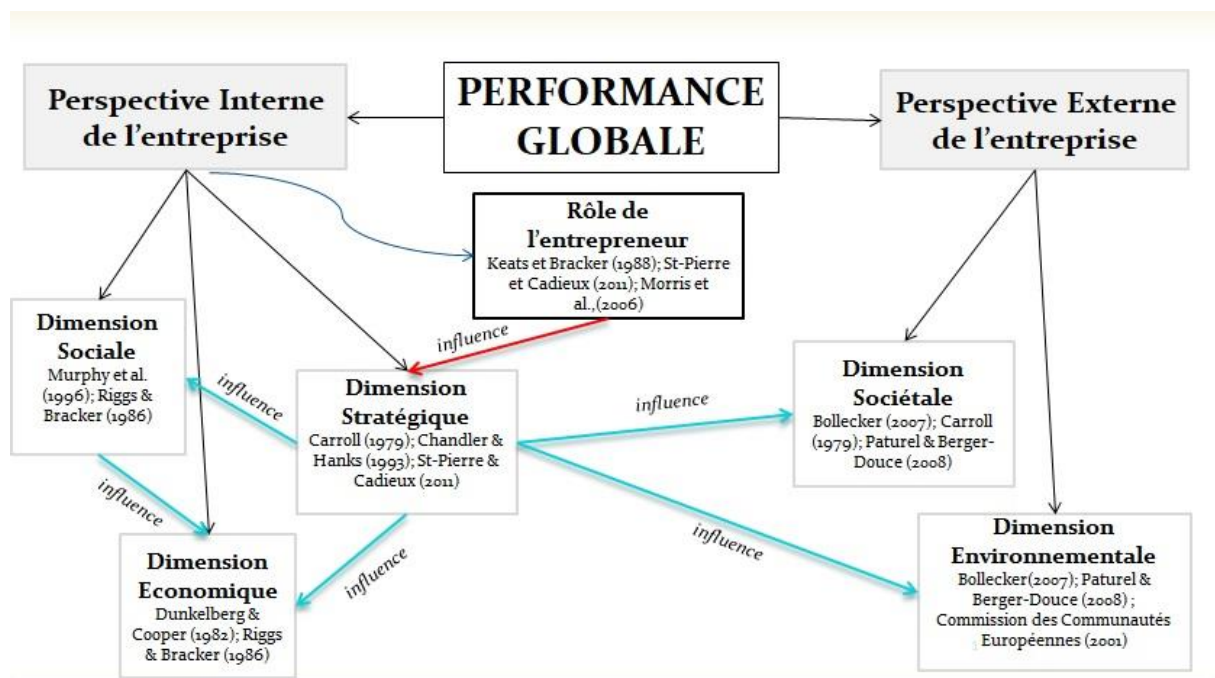 PERFORMANCE
GLOBALE
Perspective Interne
de l’entreprise
Perspective Externe
de l’entreprise
Rôle de
l’entrepreneur
Keats et Bracker (1988); St-Pierre
et Cadieux (2011); Morris et
al.,(2006)
influence
Dimension
Sociale
Murphy et al.
(1996); Riggs &
Bracker (1986)
influence
Dimension
Stratégique
Carroll (1979); Chandler &
Hanks (1993); St-Pierre &
Cadieux (2011)
influence
Dimension
Sociétale
Bollecker (2007); Carroll
(1979); Paturel & Berger-
Douce (2008)
influence
influence
influence
Dimension
Economique
Dunkelberg &
Cooper (1982); Riggs
& Bracker (1986)
Dimension
Environnementale
Bollecker(2007); Paturel &
Berger-Douce (2008) ;
Commission des Communautés
Européennes (2001)